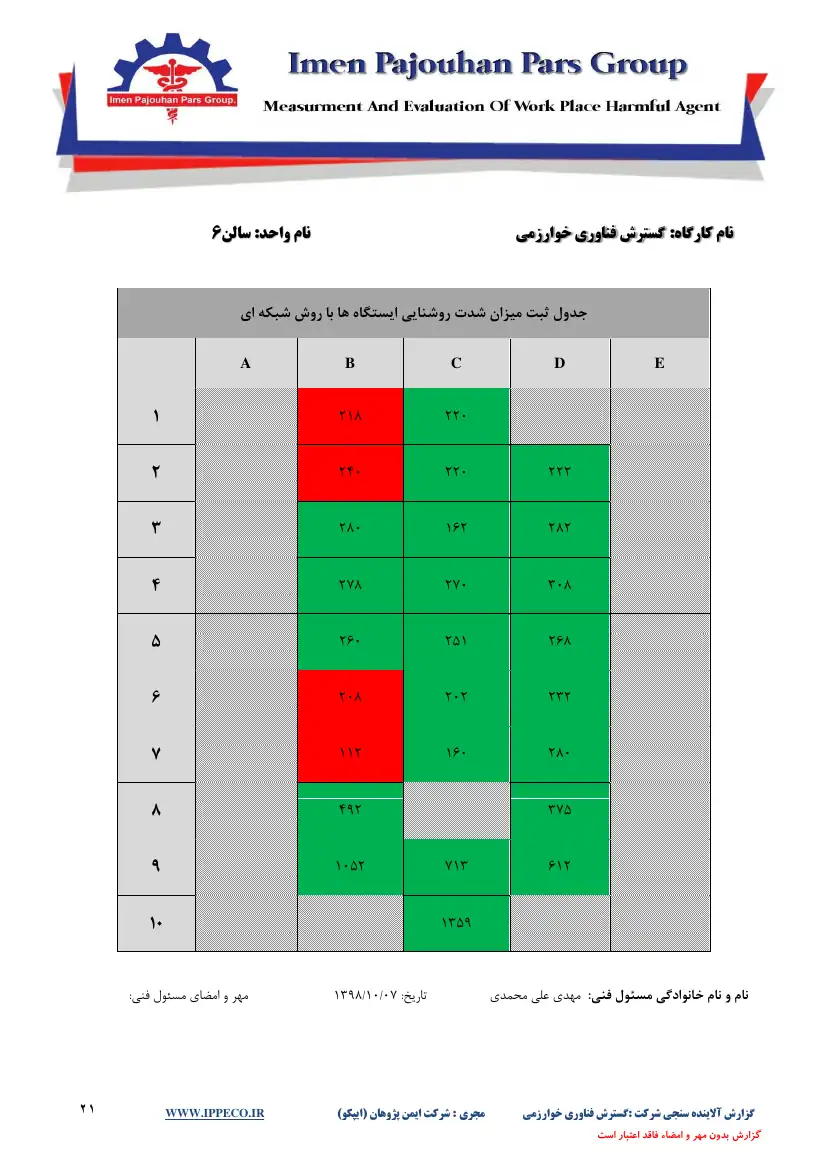 Imen Pajouhan Pars Group
Imen Pajouhan Pars Group.
Measurment And Evaluation Of Work Place Harmful Agent
نام کارگاه: گسترش فناوری خوارزمی نام واحد: سالن۶
جدول ثبت میزان شدت روشنایی ایستگاه ها با روش شبکه ای
A B C D E
۱ ۲۱۸ ۲۲۰
۲ ۲۴۰ ۲۲۰ ۲۲۲
۳ ۲۸۰ ۱۶۲ ۲۸۲
۴ ۲۷۸ ۲۷۰ ۳۰۸
۵ ۲۶۰ ۲۵۱ ۲۶۸
۶ ۲۰۸ ۲۰۲ ۲۳۲
۷ ۱۱۲ ۱۶۰ ۲۸۰
۸ ۴۹۲ ۳۷۵
۹ ۱۰۵۲ ۷۱۳ ۶۱۲
۱۰ ۱۳۵۹
نام و نام خانوادگی مسئول فنی: مهدی علی محمدی تاریخ: ۱۳۹۸/۱۰/۰۷ مهر و امضای مسئول فنی:
گزارش آلاینده سنجی شرکت :گسترش فناوری خوارزمی مجری : شرکت ایمن پژوهان (ایپکو) WWW.IPPECO.IR ۲۱
گزارش بدون مهر و امضاء فاقد اعتبار است